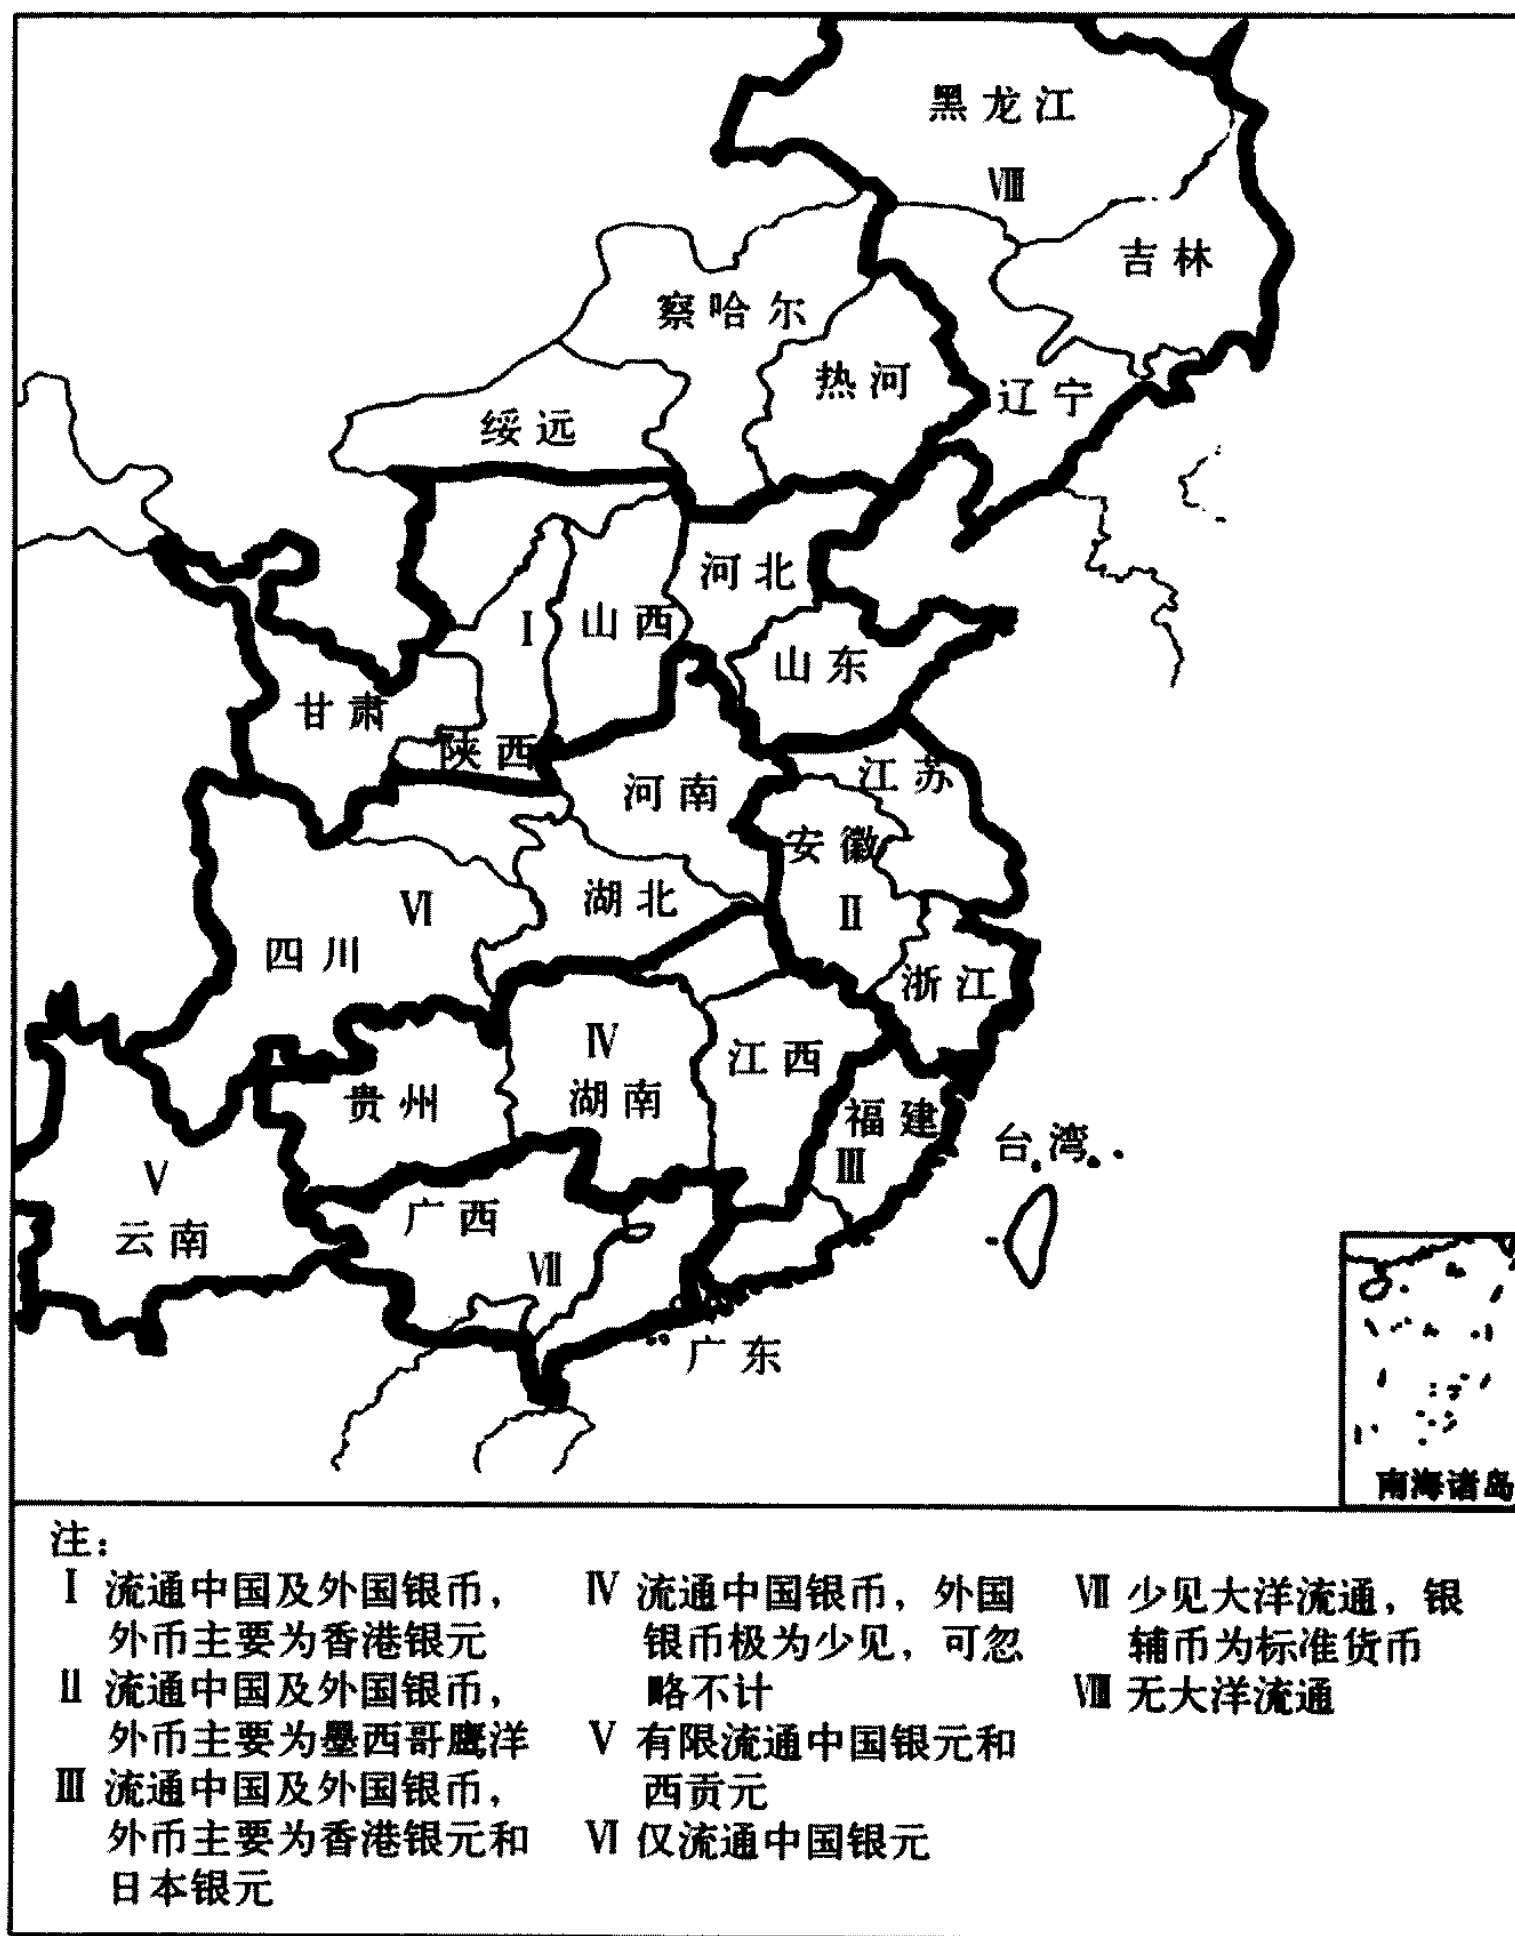 黑龙江
Ⅷ
吉林
察哈尔
热河
辽宁
绥远
河北
Ⅰ
山西
山东
甘肃
陕西
江苏
河南
安徽
湖北
Ⅵ
Ⅱ
四川
浙江
Ⅳ
江西
贵州
湖南
福建
台湾
Ⅲ
Ⅴ
广西
云南
Ⅶ
广东
南海诸岛
注：
Ⅰ 流通中国及外国银币，
外币主要为香港银元
Ⅱ 流通中国及外国银币，
外币主要为墨西哥鹰洋
Ⅲ 流通中国及外国银币，
外币主要为香港银元和
日本银元
Ⅳ 流通中国银币，外国
银币极为少见，可忽
略不计
Ⅴ 有限流通中国银元和
西贡元
Ⅵ 仅流通中国银元
Ⅶ 少见大洋流通，银
辅币为标准货币
Ⅷ 无大洋流通